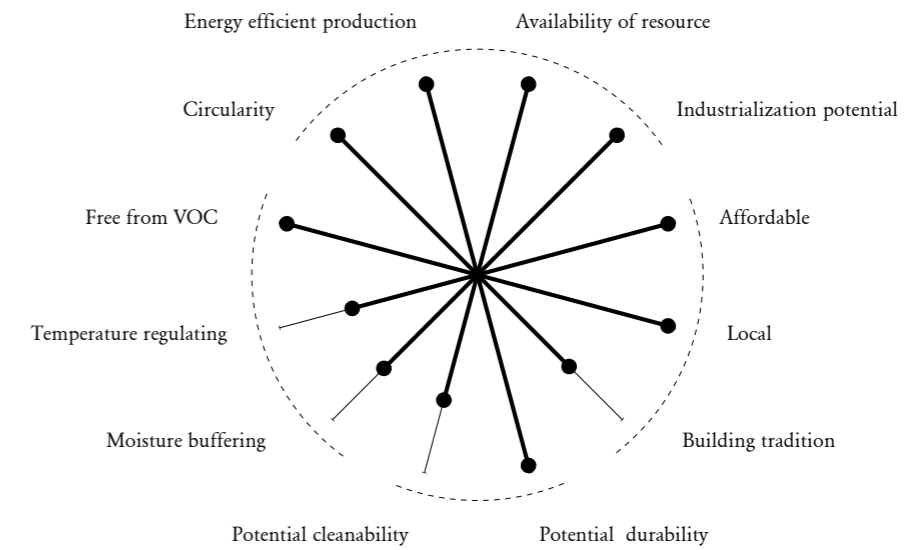 Energy efficient production
Availability of resource
Circularity
Industrialization potential
Free from VOC
Affordable
Temperature regulating
Local
Moisture buffering
Building tradition
Potential cleanability
Potential durability